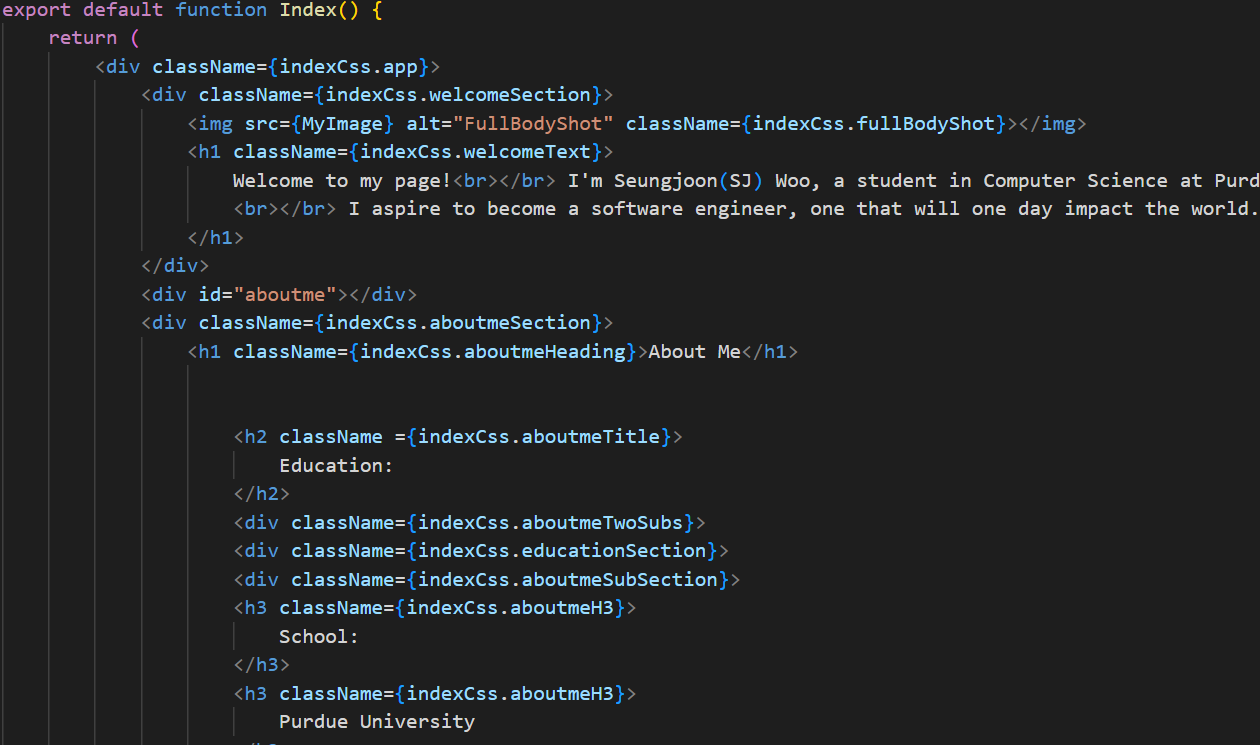 export default function Index() {
return (
<div className={indexCss.app}>
<div className={indexCss.welcomeSection}>
<img src={MyImage} alt="FullBodyShot" className={indexCss.fullBodyShot}></img>
<h1 className={indexCss.welcomeText}>
Welcome to my page!<br></br> I'm Seungjoon(SJ) Woo, a student in Computer Science at
<br></br> I aspire to become a software engineer, one that will one day impact the world.
</h1>
</div>
<div id="aboutme"></div>
<div className={indexCss.aboutmeSection}>
<h1 className={indexCss.aboutmeHeading}>About Me</h1>
<h2 className ={indexCss.aboutmeTitle}>
Education:
</h2>
<div className={indexCss.aboutmeTwoSubs}>
<div className={indexCss.educationSection}>
<div className={indexCss.aboutmeSubSection}>
<h3 className={indexCss.aboutmeH3}>
School:
</h3>
<h3 className={indexCss.aboutmeH3}>
Purdue University